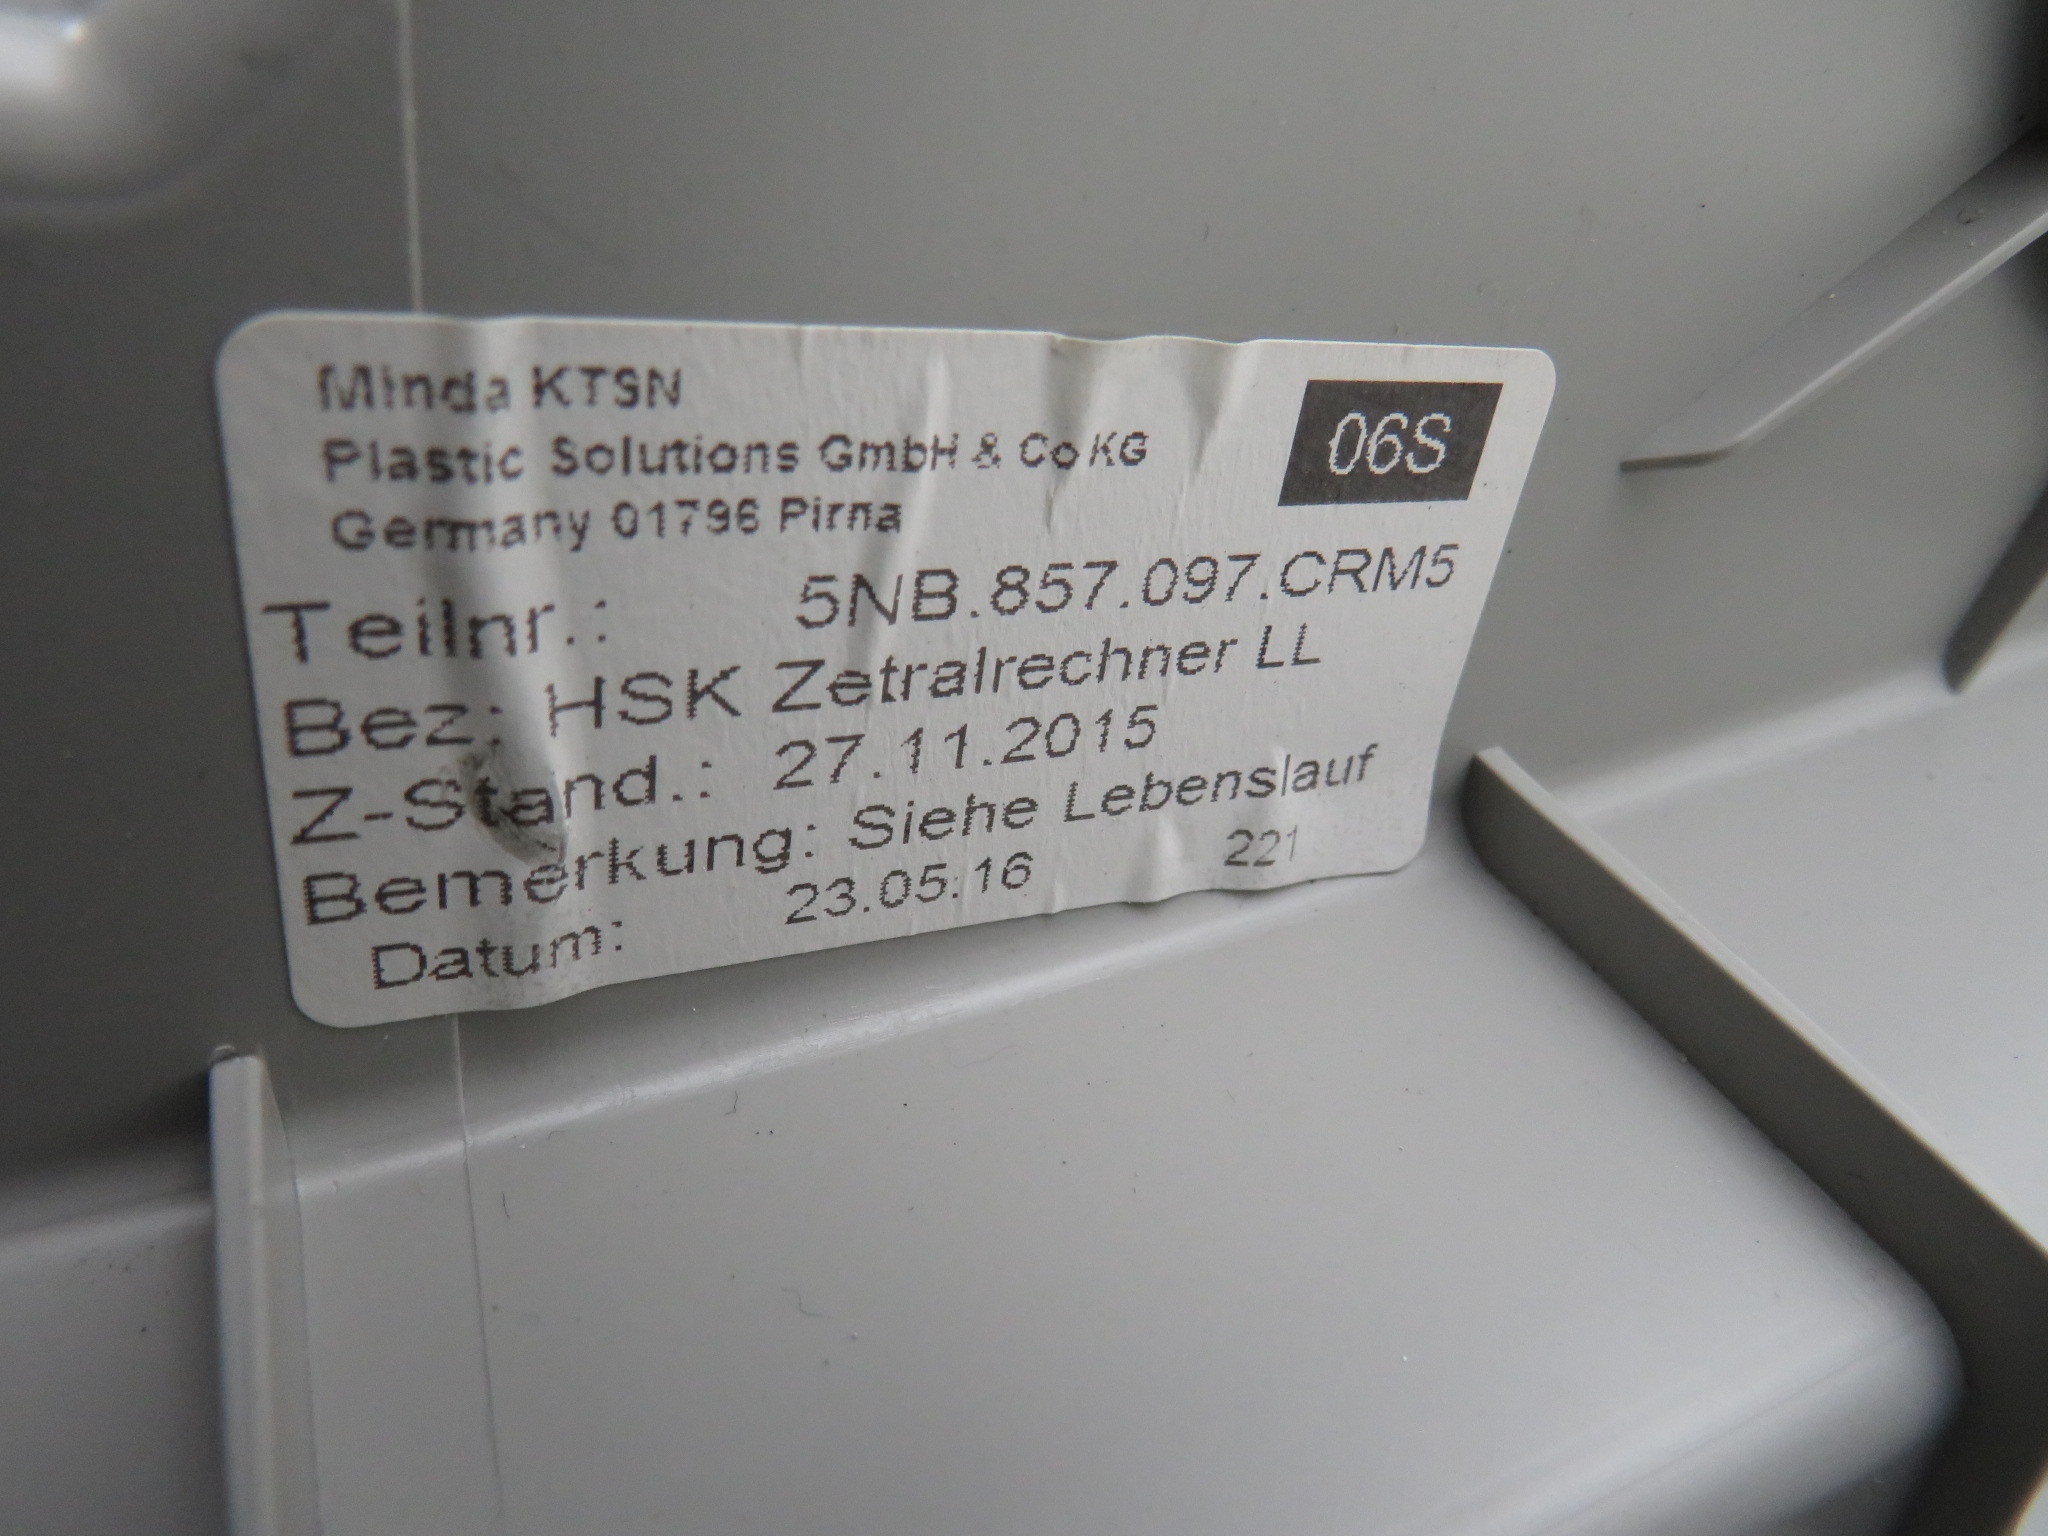 Minda KTSN
Plastic Solutions GmbH & Co KG
Germany 01796 Pirna
06S
Teilnr.: 5NB.857.097.CRM5
Bez: HSK Zetralrechner LL
Z-Stand.: 27.11.2015
Bemerkung: Siehe Lebenslauf
Datum: 23.05.16 221